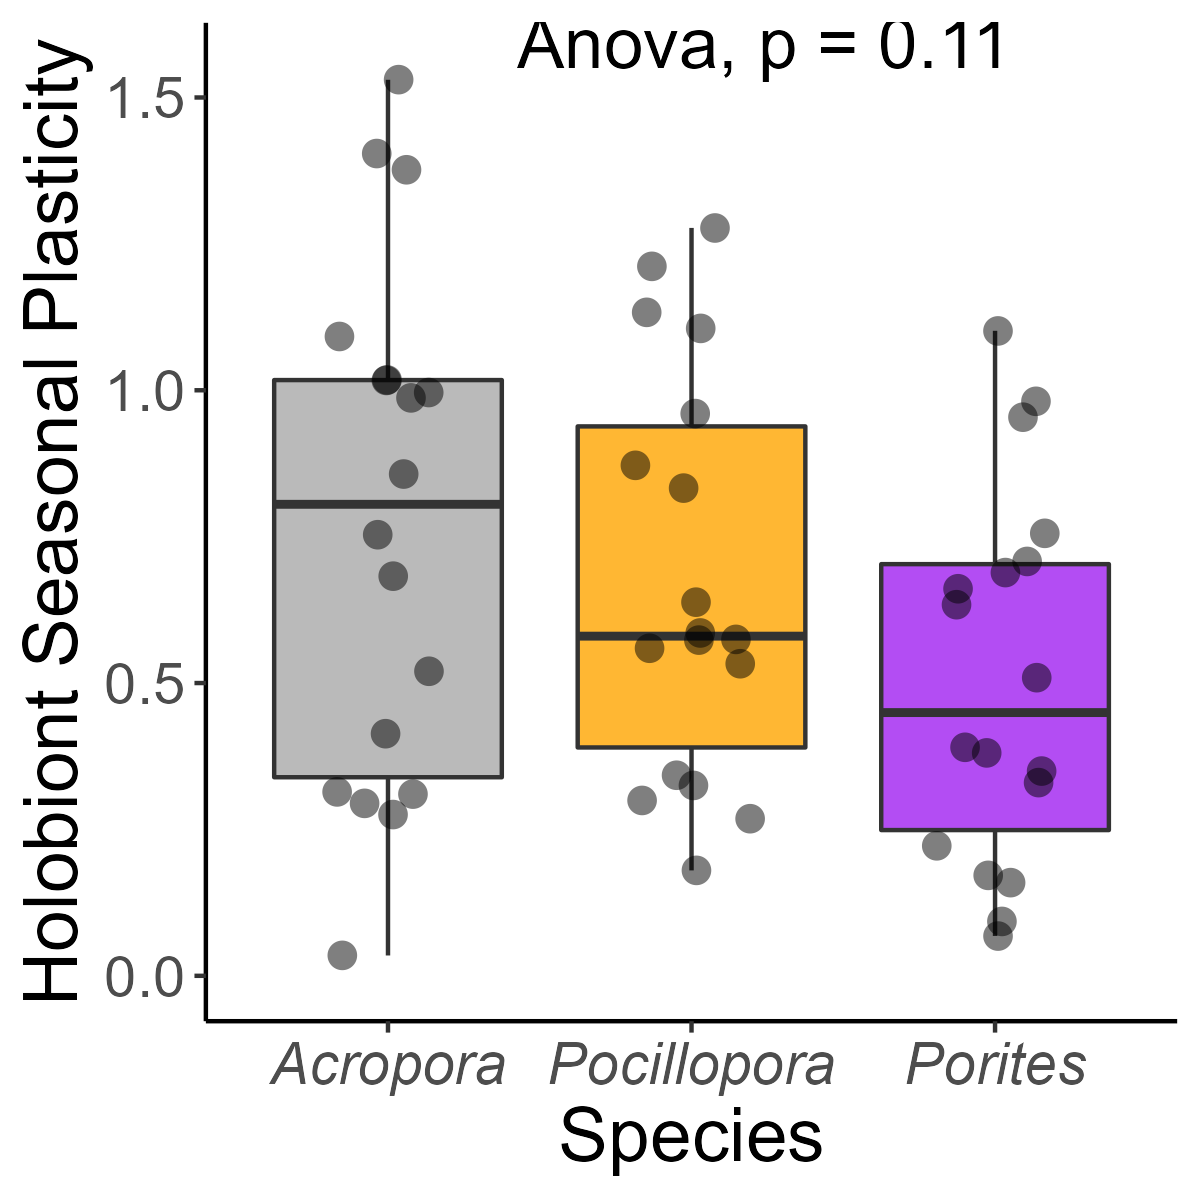 Anova, p = 0.11
Holobiont Seasonal Plasticity
1.5
1.0
0.5
0.0
Acropora Pocillopora Porites
Species